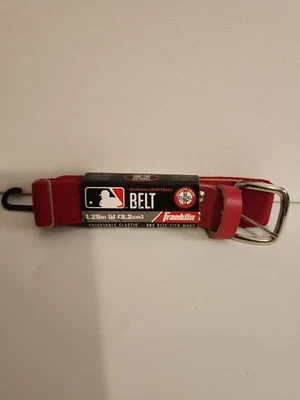 BASEBALL/SOFTBALL
BELT
1.25in W (3.2cm)
Franklin
ADJUSTABLE ELASTIC - ONE SIZE FITS MOST